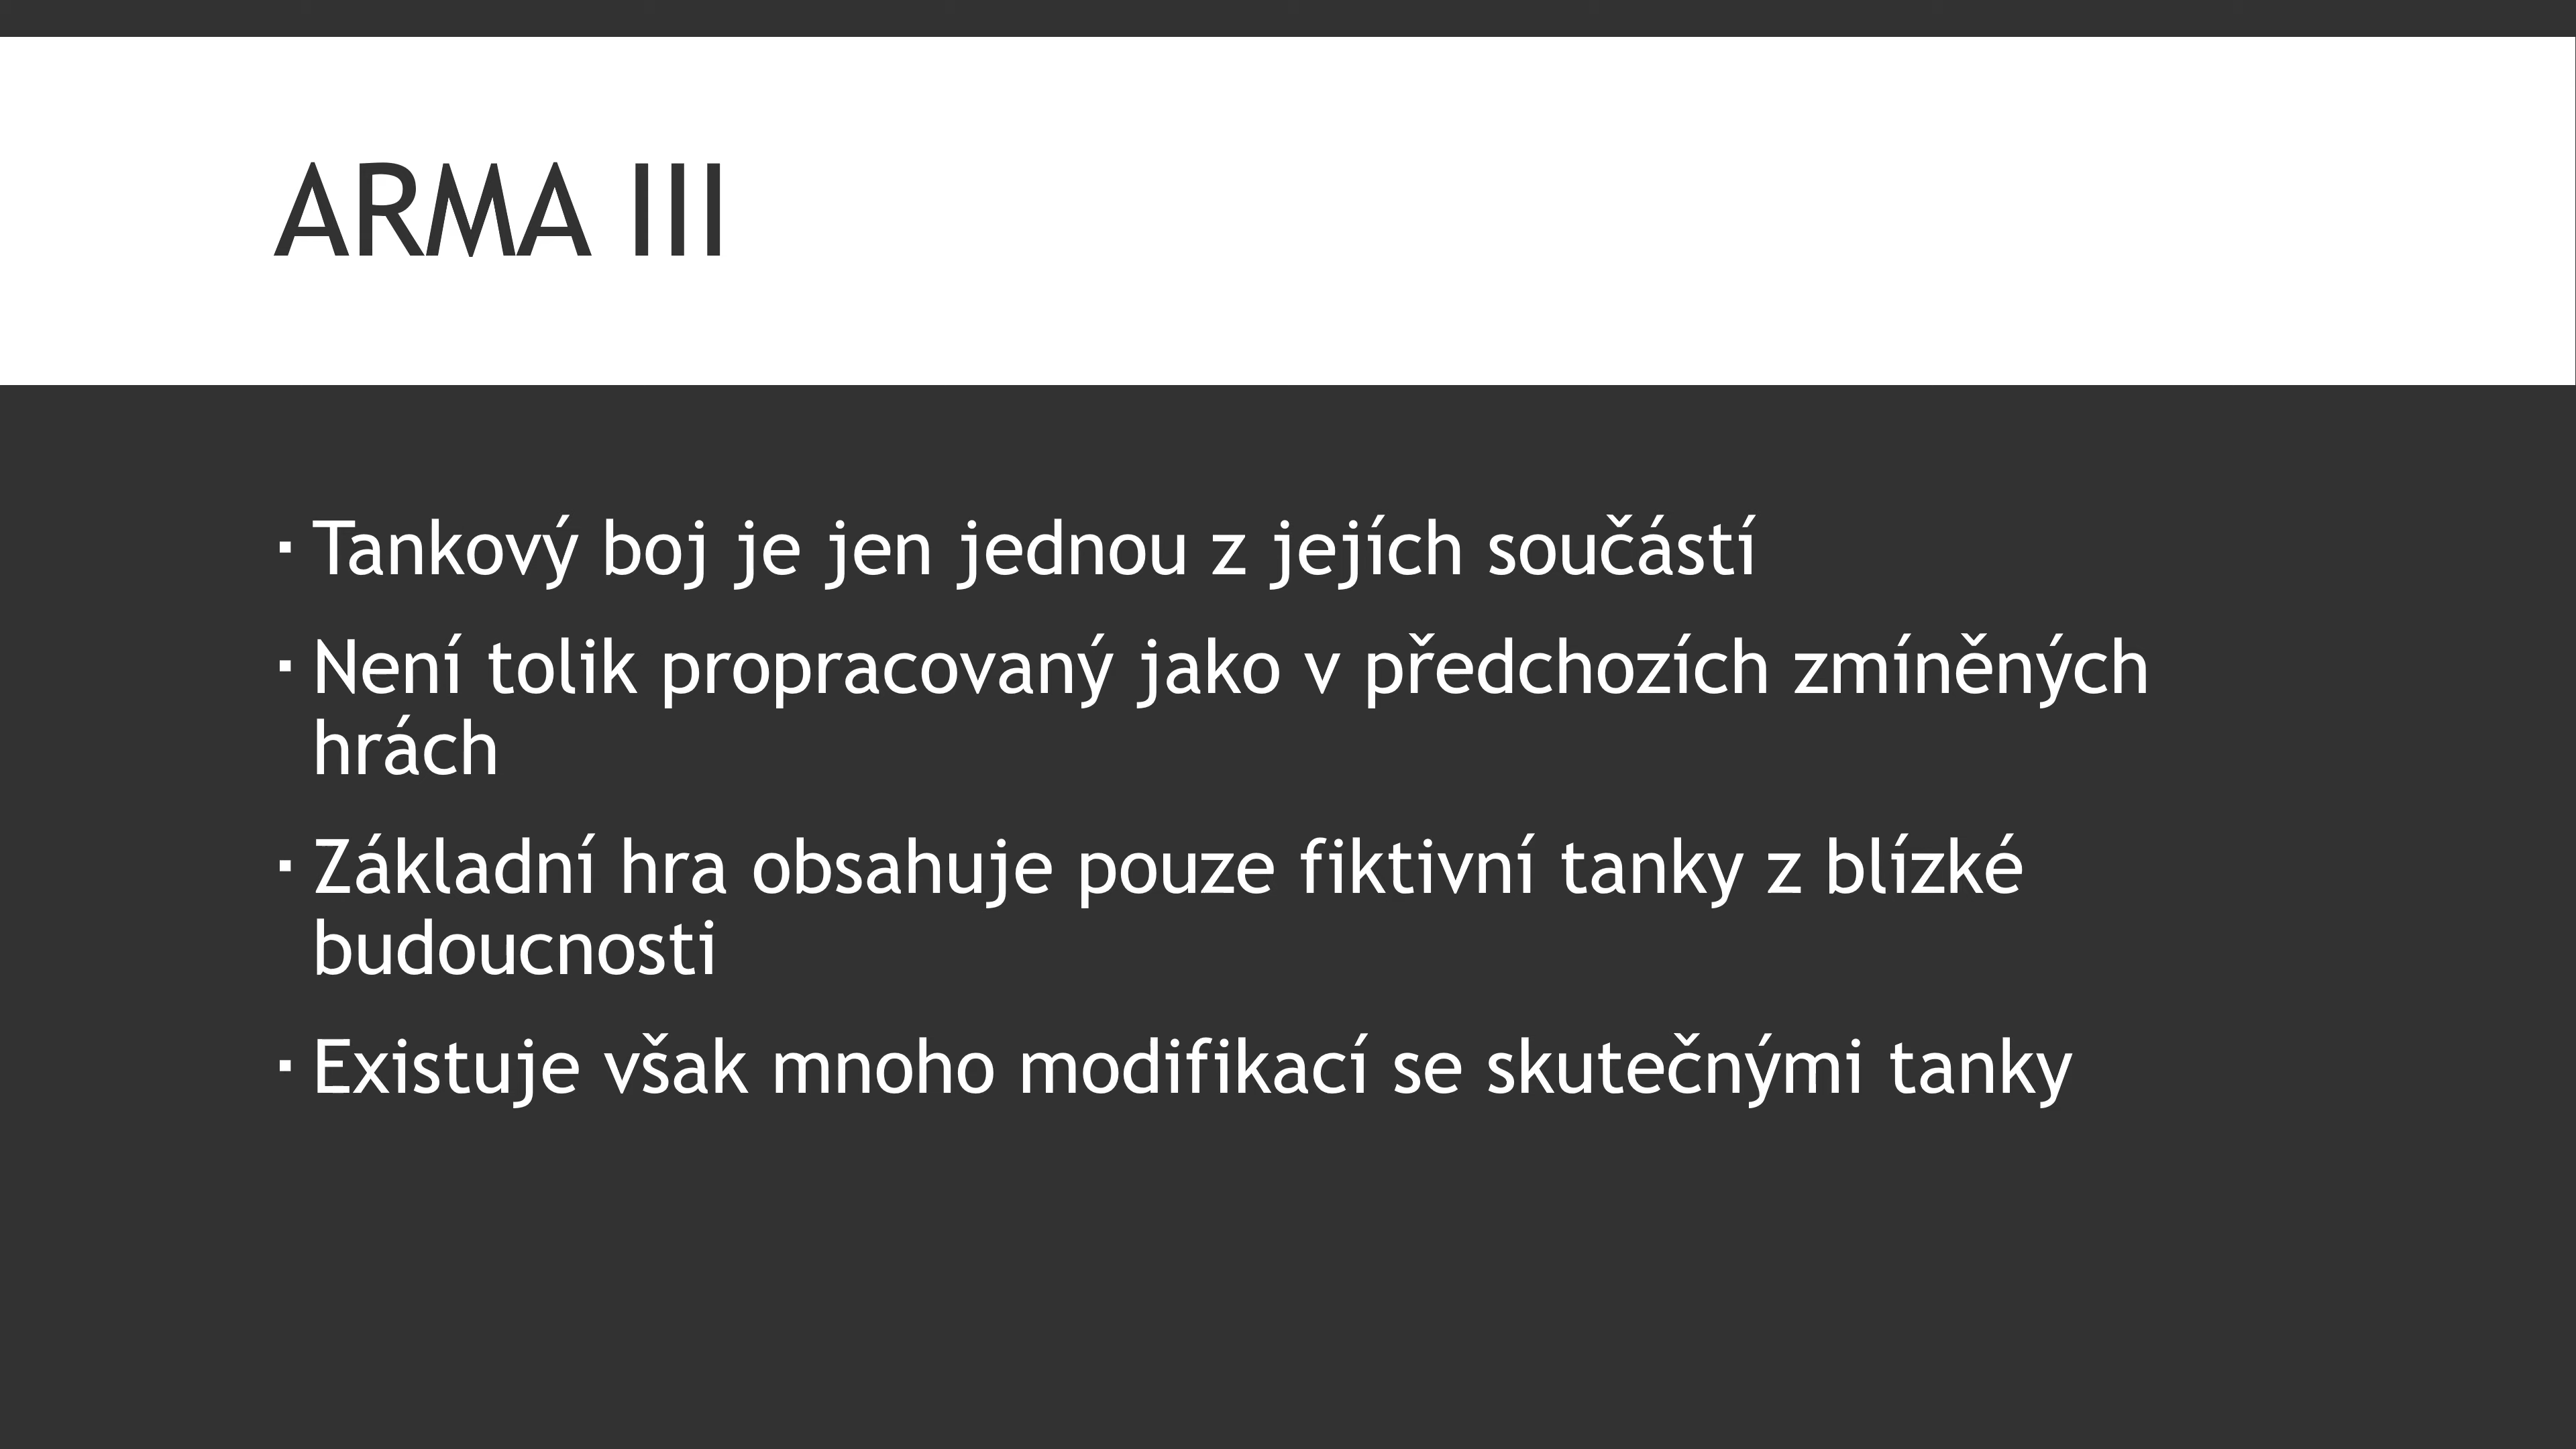 ARMA III
▪ Tankový boj je jen jednou z jejích součástí
▪ Není tolik propracovaný jako v předchozích zmíněných
hrách
▪ Základní hra obsahuje pouze fiktivní tanky z blízké
budoucnosti
▪ Existuje však mnoho modifikací se skutečnými tanky